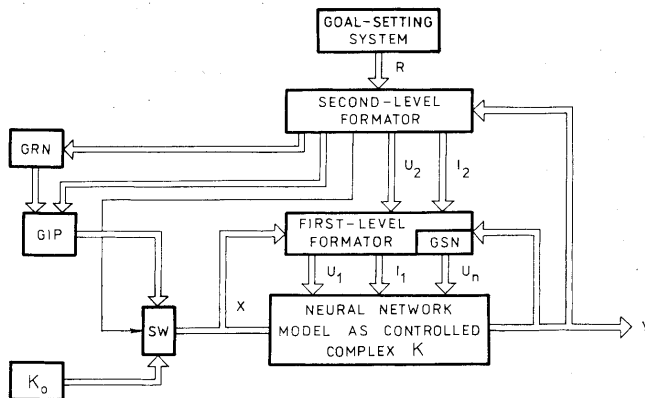 GOAL-SETTING
SYSTEM
R
SECOND-LEVEL
FORMATOR
GRN
U2
I2
GIP
FIRST-LEVEL
FORMATOR
GSN
U1
I1
Un
X
SW
NEURAL NETWORK
MODEL AS CONTROLLED
COMPLEX K
Ko